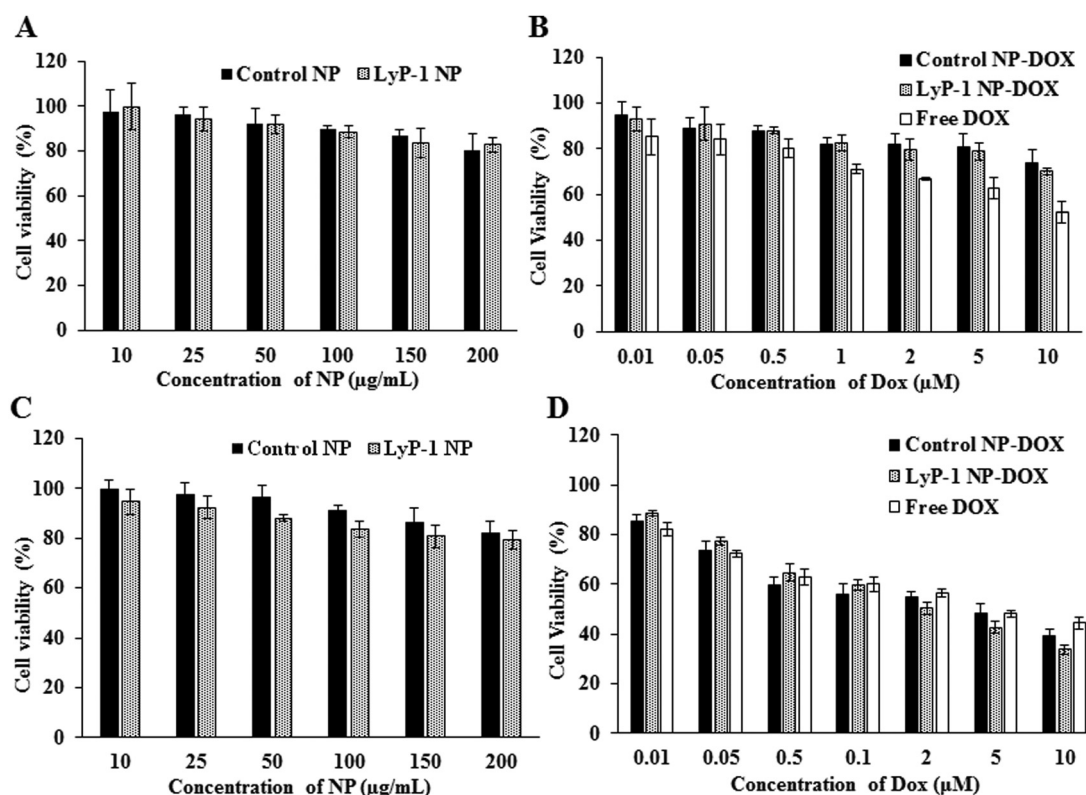 A
120
100
80
60
40
20
0
Cell viability (%)
Control NP LyP-1 NP
10 25 50 100 150 200
Concentration of NP (µg/mL)
B
120
100
80
60
40
20
0
Cell Viability (%)
Control NP-DOX
LyP-1 NP-DOX
Free DOX
0.01 0.05 0.5 1 2 5 10
Concentration of Dox (µM)
C
120
100
80
60
40
20
0
Cell viability (%)
Control NP LyP-1 NP
10 25 50 100 150 200
Concentration of NP (µg/mL)
D
120
100
80
60
40
20
0
Cell Viability (%)
Control NP-DOX
LyP-1 NP-DOX
Free DOX
0.01 0.05 0.5 0.1 2 5 10
Concentration of Dox (µM)